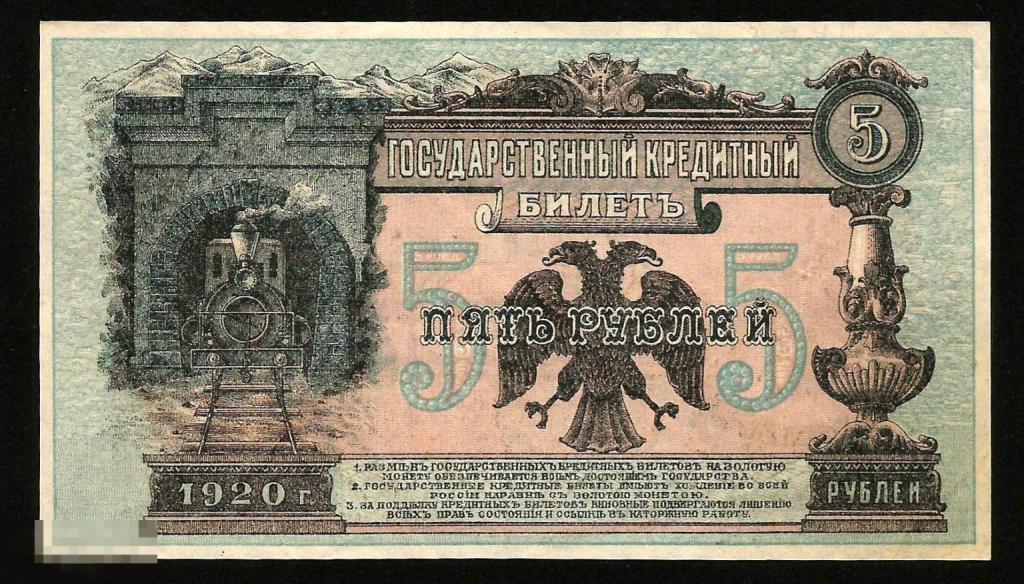 5
ГОСУДАРСТВЕННЫЙ КРЕДИТНЫЙ
БИЛЕТЪ
5 5
ПЯТЬ РУБЛЕЙ
1. РАЗМѢНЪ ГОСУДАРСТВЕННЫХЪ КРЕДИТНЫХЪ БИЛЕТОВЪ НА ЗОЛОТУЮ
МОНЕТУ ОБЕЗПЕЧИВАЕТСЯ ВСѢМЪ ДОСТОЯНІЕМЪ ГОСУДАРСТВА.
2. ГОСУДАРСТВЕННЫЕ КРЕДИТНЫЕ БИЛЕТЫ ИМѢЮТЪ ХОЖДЕНІЕ ВО ВСЕЙ
РОССІИ НАРАВНѢ СЪ ЗОЛОТОЮ МОНЕТОЮ.
3. ЗА ПОДДѢЛКУ КРЕДИТНЫХЪ БИЛЕТОВЪ ВИНОВНЫЕ ПОДВЕРГАЮТСЯ ЛИШЕНІЮ
ВСѢХЪ ПРАВЪ СОСТОЯНІЯ И ССЫЛКѢ ВЪ КАТОРЖНУЮ РАБОТУ.
1920 г.
РУБЛЕЙ